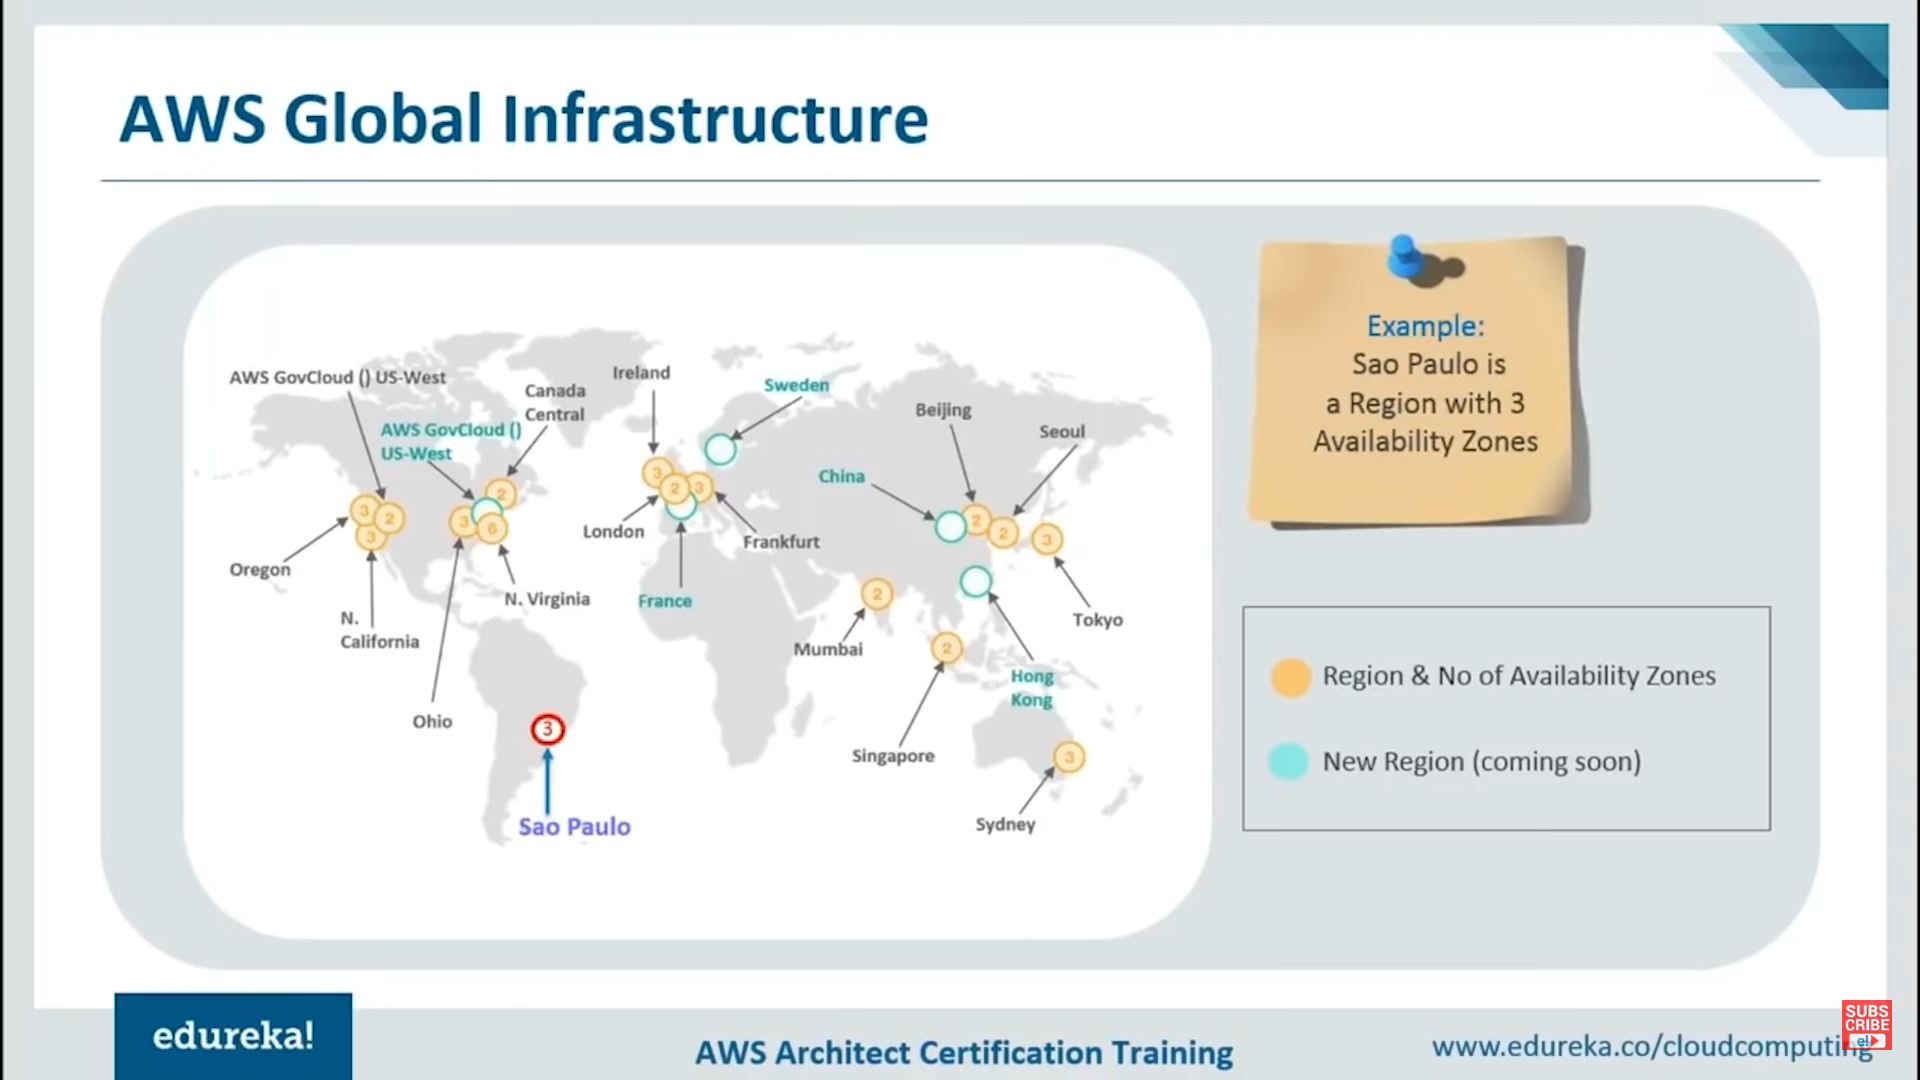 AWS Global Infrastructure
AWS GovCloud () US-West
AWS GovCloud ()
US-West
Canada
Central
Ireland
Sweden
Beijing
Seoul
China
3
2
3
3
6
2
3
2
3
2
2
3
2
2
3
3
Oregon
N.
California
Ohio
N. Virginia
London
France
Frankfurt
Mumbai
Singapore
Hong
Kong
Tokyo
Sydney
Sao Paulo
Example:
Sao Paulo is
a Region with 3
Availability Zones
Region & No of Availability Zones
New Region (coming soon)
edureka!
AWS Architect Certification Training
www.edureka.co/cloudcomputing
SUBS
CRIBE
e!